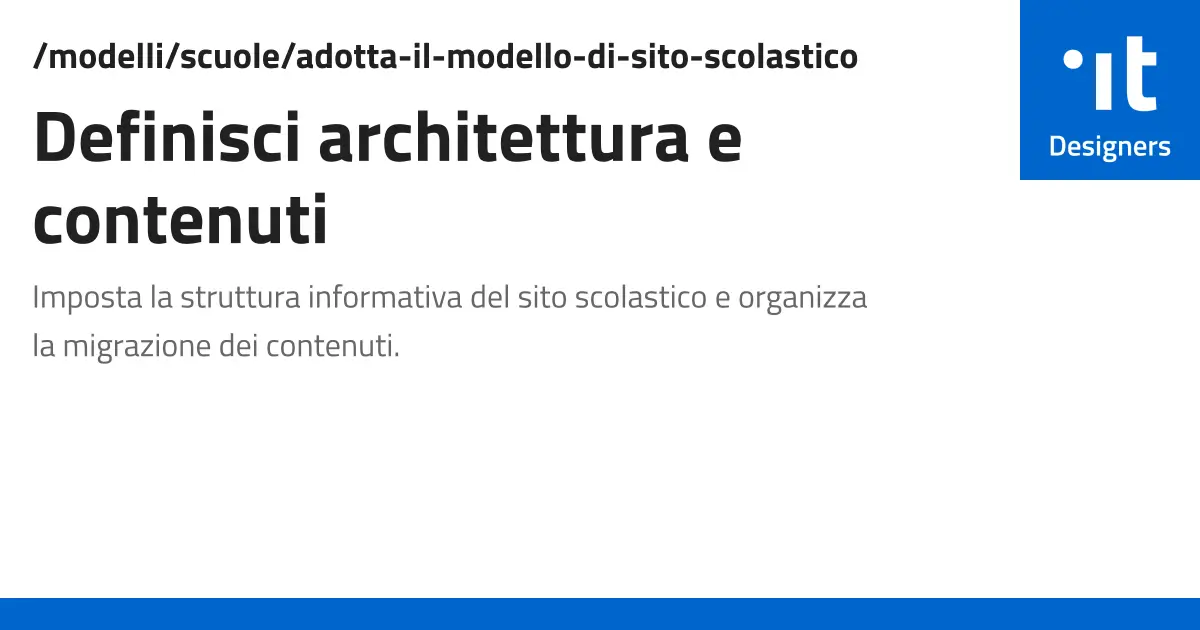 /modelli/scuole/adotta-il-modello-di-sito-scolastico
Definisci architettura e
contenuti
Imposta la struttura informativa del sito scolastico e organizza
la migrazione dei contenuti.
it
Designers